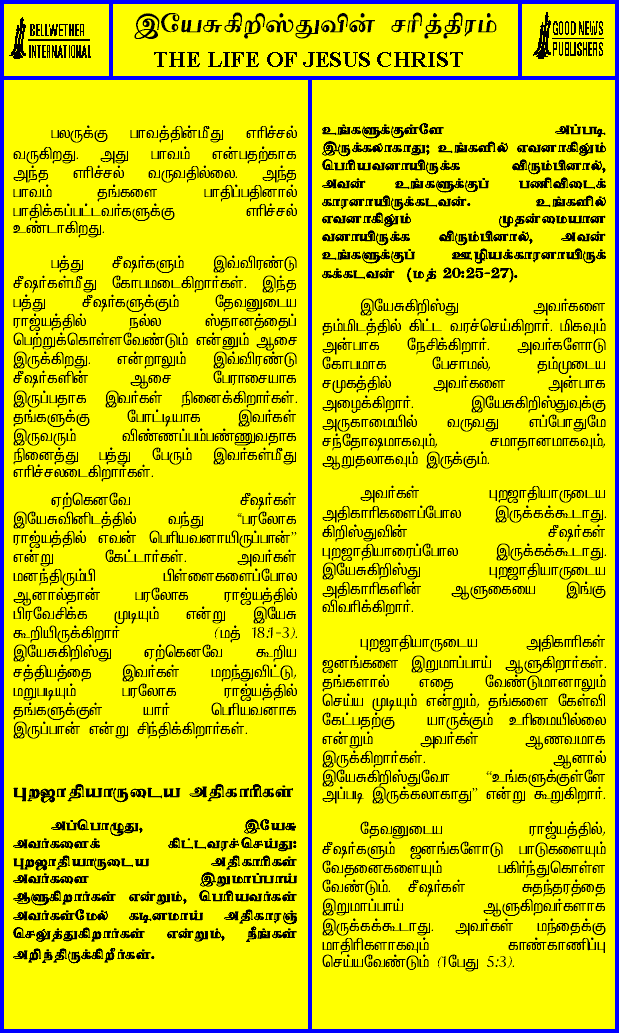 BELLWETHER
INTERNATIONAL
இயேசுகிறிஸ்துவின் சரித்திரம்
THE LIFE OF JESUS CHRIST
GOOD NEWS
PUBLISHERS
பலருக்கு பாவத்தின்மீது எரிச்சல்
வருகிறது. அது பாவம் என்பதற்காக
அந்த எரிச்சல் வருவதில்லை. அந்த
பாவம் தங்களை பாதிப்பதினால்
பாதிக்கப்பட்டவர்களுக்கு எரிச்சல்
உண்டாகிறது.
பத்து சீஷர்களும் இவ்விரண்டு
சீஷர்கள்மீது கோபமடைகிறார்கள். இந்த
பத்து சீஷர்களுக்கும் தேவனுடைய
ராஜ்யத்தில் நல்ல ஸ்தானத்தைப்
பெற்றுக்கொள்ளவேண்டும் என்னும் ஆசை
இருக்கிறது. என்றாலும் இவ்விரண்டு
சீஷர்களின் ஆசை பேராசையாக
இருப்பதாக இவர்கள் நினைக்கிறார்கள்.
தங்களுக்கு போட்டியாக இவர்கள்
இருவரும் விண்ணப்பம்பண்ணுவதாக
நினைத்து பத்து பேரும் இவர்கள்மீது
எரிச்சலடைகிறார்கள்.
ஏற்கெனவே சீஷர்கள்
இயேசுவினிடத்தில் வந்து “பரலோக
ராஜ்யத்தில் எவன் பெரியவனாயிருப்பான்”
என்று கேட்டார்கள். அவர்கள்
மனந்திரும்பி பிள்ளைகளைப்போல
ஆனால்தான் பரலோக ராஜ்யத்தில்
பிரவேசிக்க முடியும் என்று இயேசு
கூறியிருக்கிறார் (மத் 18:1-3).
இயேசுகிறிஸ்து ஏற்கெனவே கூறிய
சத்தியத்தை இவர்கள் மறந்துவிட்டு,
மறுபடியும் பரலோக ராஜ்யத்தில்
தங்களுக்குள் யார் பெரியவனாக
இருப்பான் என்று சிந்திக்கிறார்கள்.
புறஜாதியாருடைய அதிகாரிகள்
அப்பொழுது, இயேசு
அவர்களைக் கிட்டவரச்செய்து:
புறஜாதியாருடைய அதிகாரிகள்
அவர்களை இறுமாப்பாய்
ஆளுகிறார்கள் என்றும், பெரியவர்கள்
அவர்கள்மேல் கடினமாய் அதிகாரஞ்
செலுத்துகிறார்கள் என்றும், நீங்கள்
அறிந்திருக்கிறீர்கள்.
உங்களுக்குள்ளே அப்படி
இருக்கலாகாது; உங்களில் எவனாகிலும்
பெரியவனாயிருக்க விரும்பினால்,
அவன் உங்களுக்குப் பணிவிடைக்
காரனாயிருக்கடவன். உங்களில்
எவனாகிலும் முதன்மையான
வனாயிருக்க விரும்பினால், அவன்
உங்களுக்குப் ஊழியக்காரனாயிருக்
கக்கடவன் (மத் 20:25-27).
இயேசுகிறிஸ்து அவர்களை
தம்மிடத்தில் கிட்ட வரச்செய்கிறார். மிகவும்
அன்பாக நேசிக்கிறார். அவர்களோடு
கோபமாக பேசாமல், தம்முடைய
சமுகத்தில் அவர்களை அன்பாக
அழைக்கிறார். இயேசுகிறிஸ்துவுக்கு
அருகாமையில் வருவது எப்போதுமே
சந்தோஷமாகவும், சமாதானமாகவும்,
ஆறுதலாகவும் இருக்கும்.
அவர்கள் புறஜாதியாருடைய
அதிகாரிகளைப்போல இருக்கக்கூடாது.
கிறிஸ்துவின் சீஷர்கள்
புறஜாதியாரைப்போல இருக்கக்கூடாது.
இயேசுகிறிஸ்து புறஜாதியாருடைய
அதிகாரிகளின் ஆளுகையை இங்கு
விவரிக்கிறார்.
புறஜாதியாருடைய அதிகாரிகள்
ஜனங்களை இறுமாப்பாய் ஆளுகிறார்கள்.
தங்களால் எதை வேண்டுமானாலும்
செய்ய முடியும் என்றும், தங்களை கேள்வி
கேட்பதற்கு யாருக்கும் உரிமையில்லை
என்றும் அவர்கள் ஆணவமாக
இருக்கிறார்கள். ஆனால்
இயேசுகிறிஸ்துவோ “உங்களுக்குள்ளே
அப்படி இருக்கலாகாது” என்று கூறுகிறார்.
தேவனுடைய ராஜ்யத்தில்,
சீஷர்களும் ஜனங்களோடு பாடுகளையும்
வேதனைகளையும் பகிர்ந்துகொள்ள
வேண்டும். சீஷர்கள் சுதந்தரத்தை
இறுமாப்பாய் ஆளுகிறவர்களாக
இருக்கக்கூடாது. அவர்கள் மந்தைக்கு
மாதிரிகளாகவும் காண்காணிப்பு
செய்யவேண்டும் (1பேது 5:3).